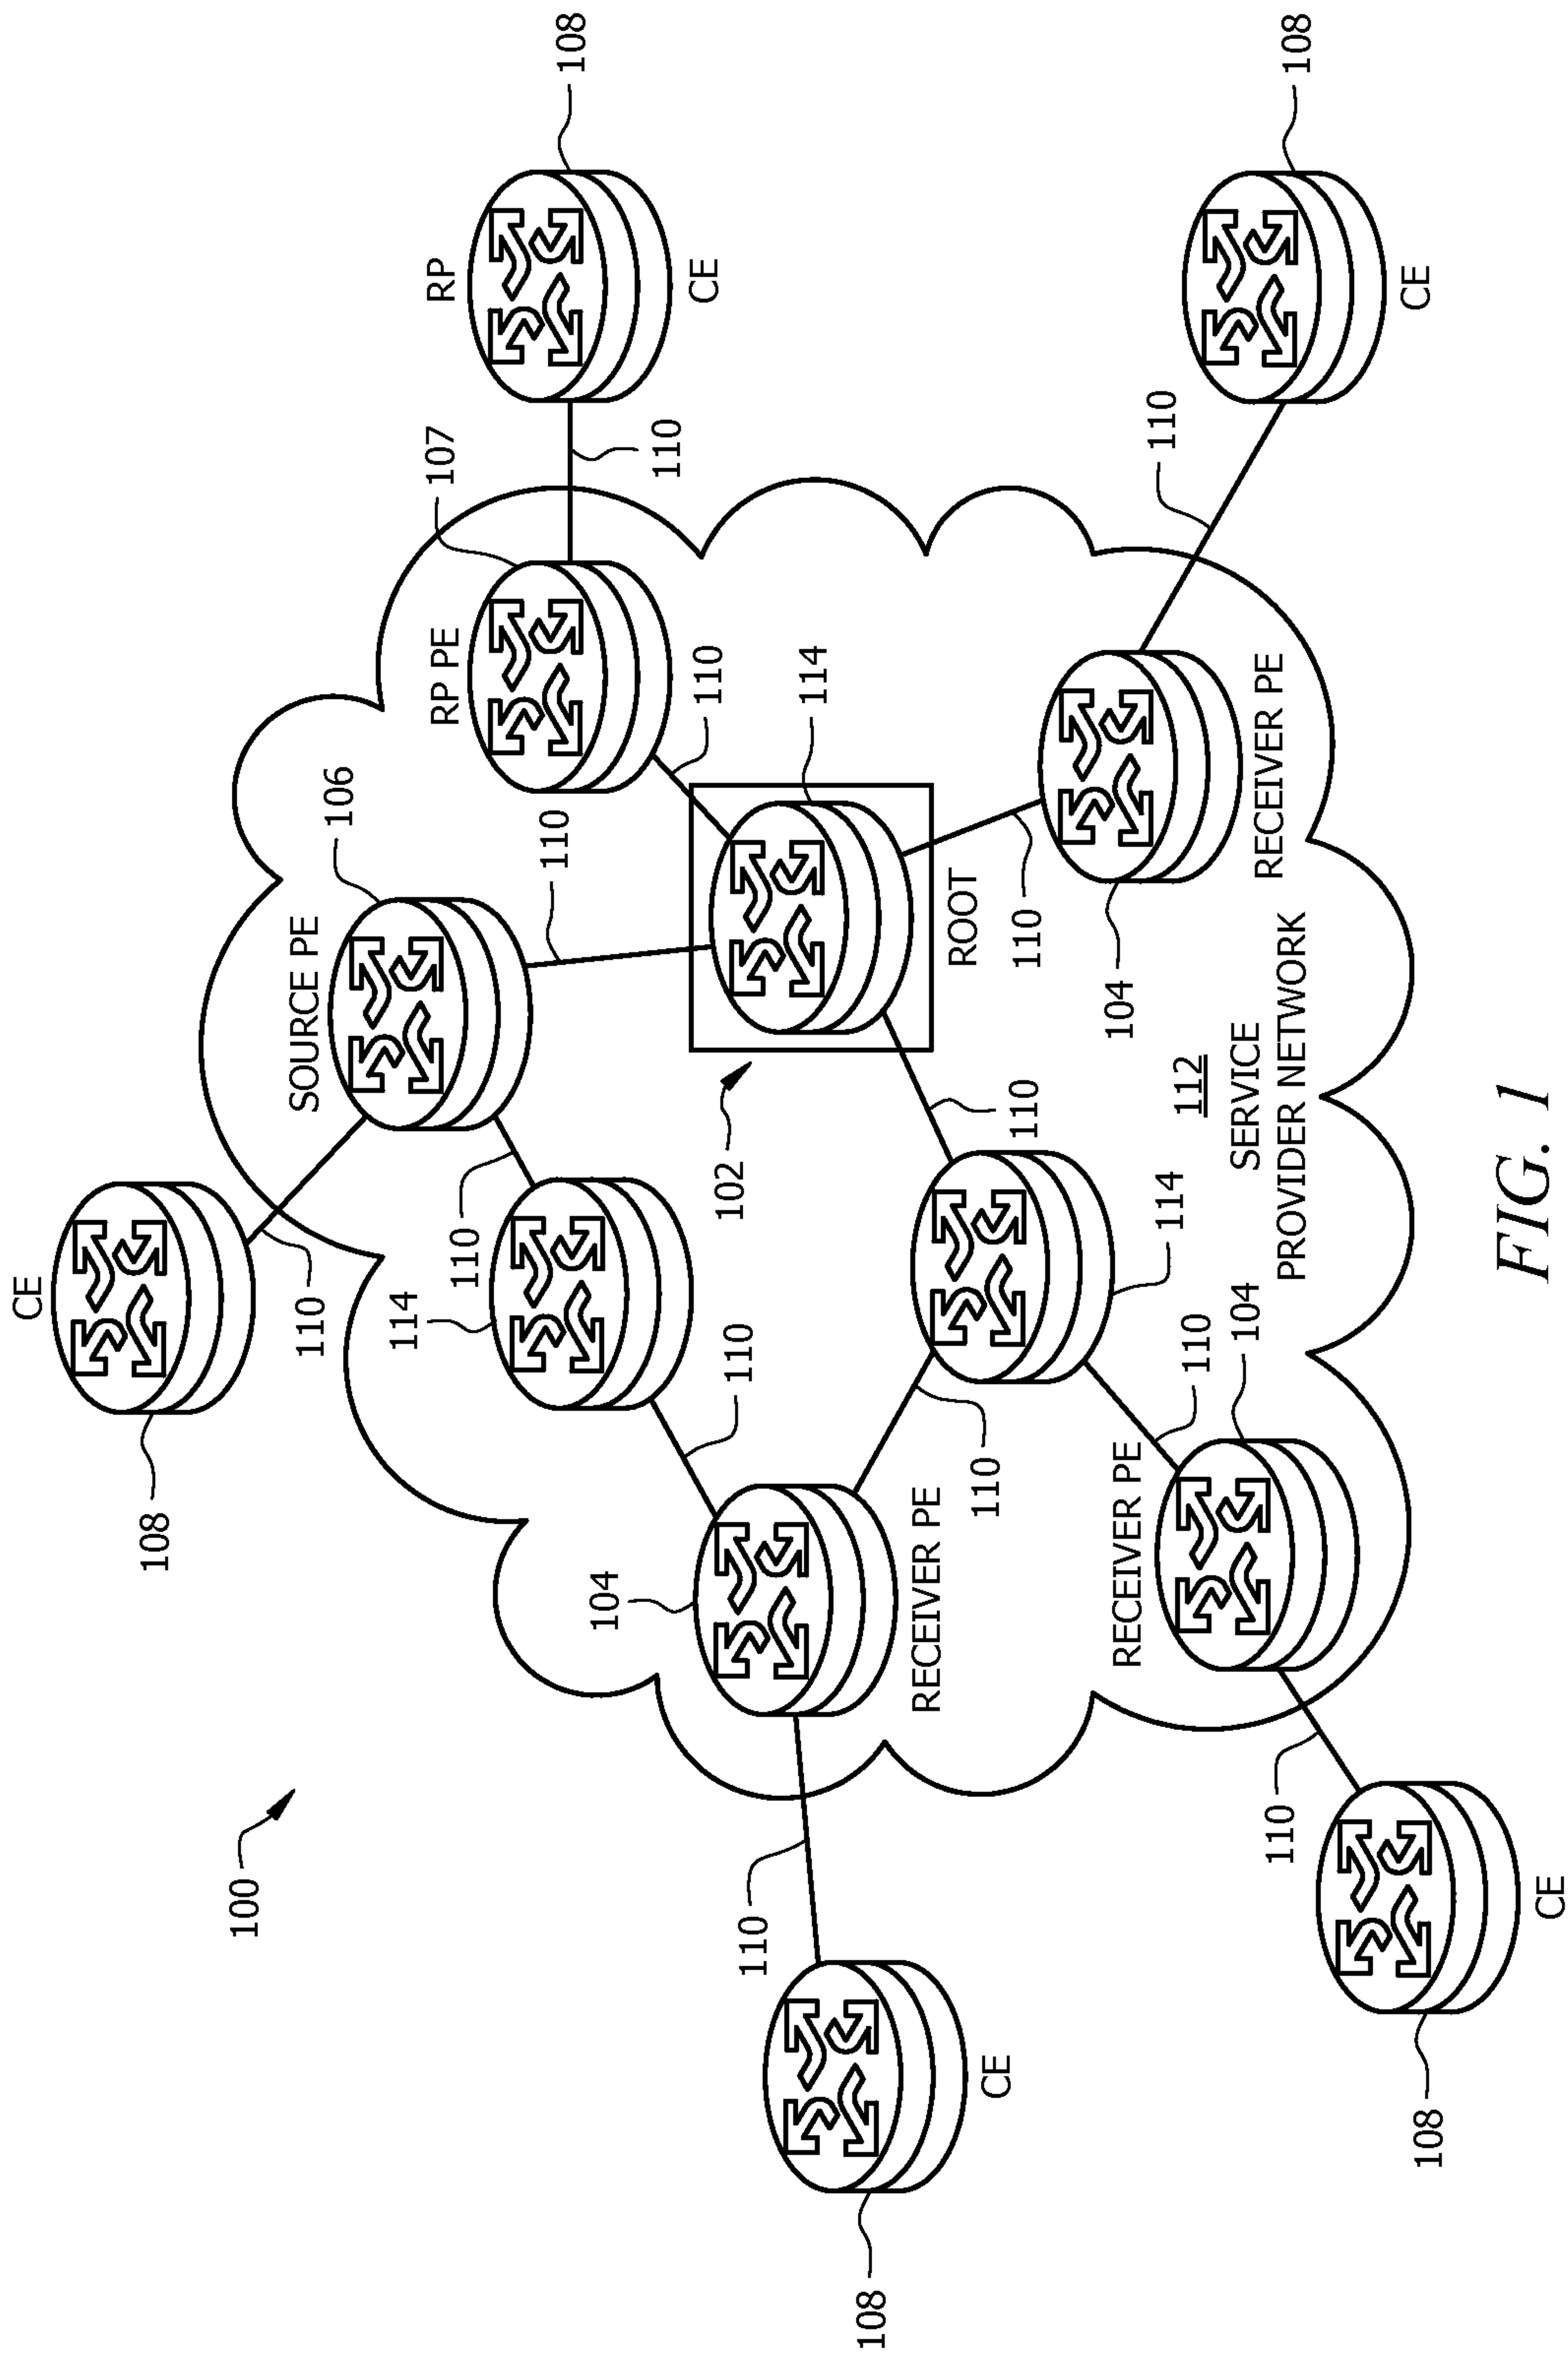 CE
108
100
SOURCE PE
110
106
114
RP
107
RP PE
110
110
108
104
110
CE
110
102
110
110
114
108
RECEIVER PE
ROOT
110
CE
110
110
104
RECEIVER PE
110
114
112
SERVICE
PROVIDER NETWORK
110
104
RECEIVER PE
110
108
CE
108
CE
FIG. 1